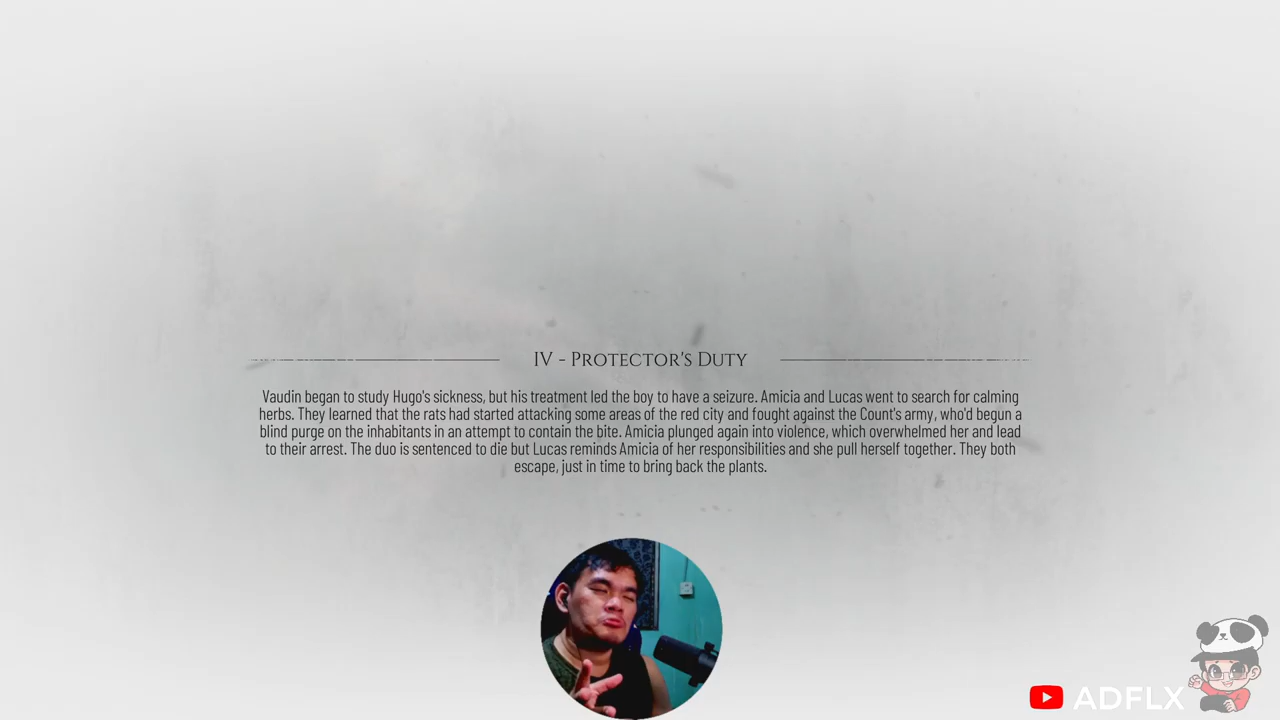 IV - Protector's Duty
Vaudin began to study Hugo's sickness, but his treatment led the boy to have a seizure. Amicia and Lucas went to search for calming
herbs. They learned that the rats had started attacking some areas of the red city and fought against the Count's army, who'd begun a
blind purge on the inhabitants in an attempt to contain the bite. Amicia plunged again into violence, which overwhelmed her and lead
to their arrest. The duo is sentenced to die but Lucas reminds Amicia of her responsibilities and she pull herself together. They both
escape, just in time to bring back the plants.
ADFLX